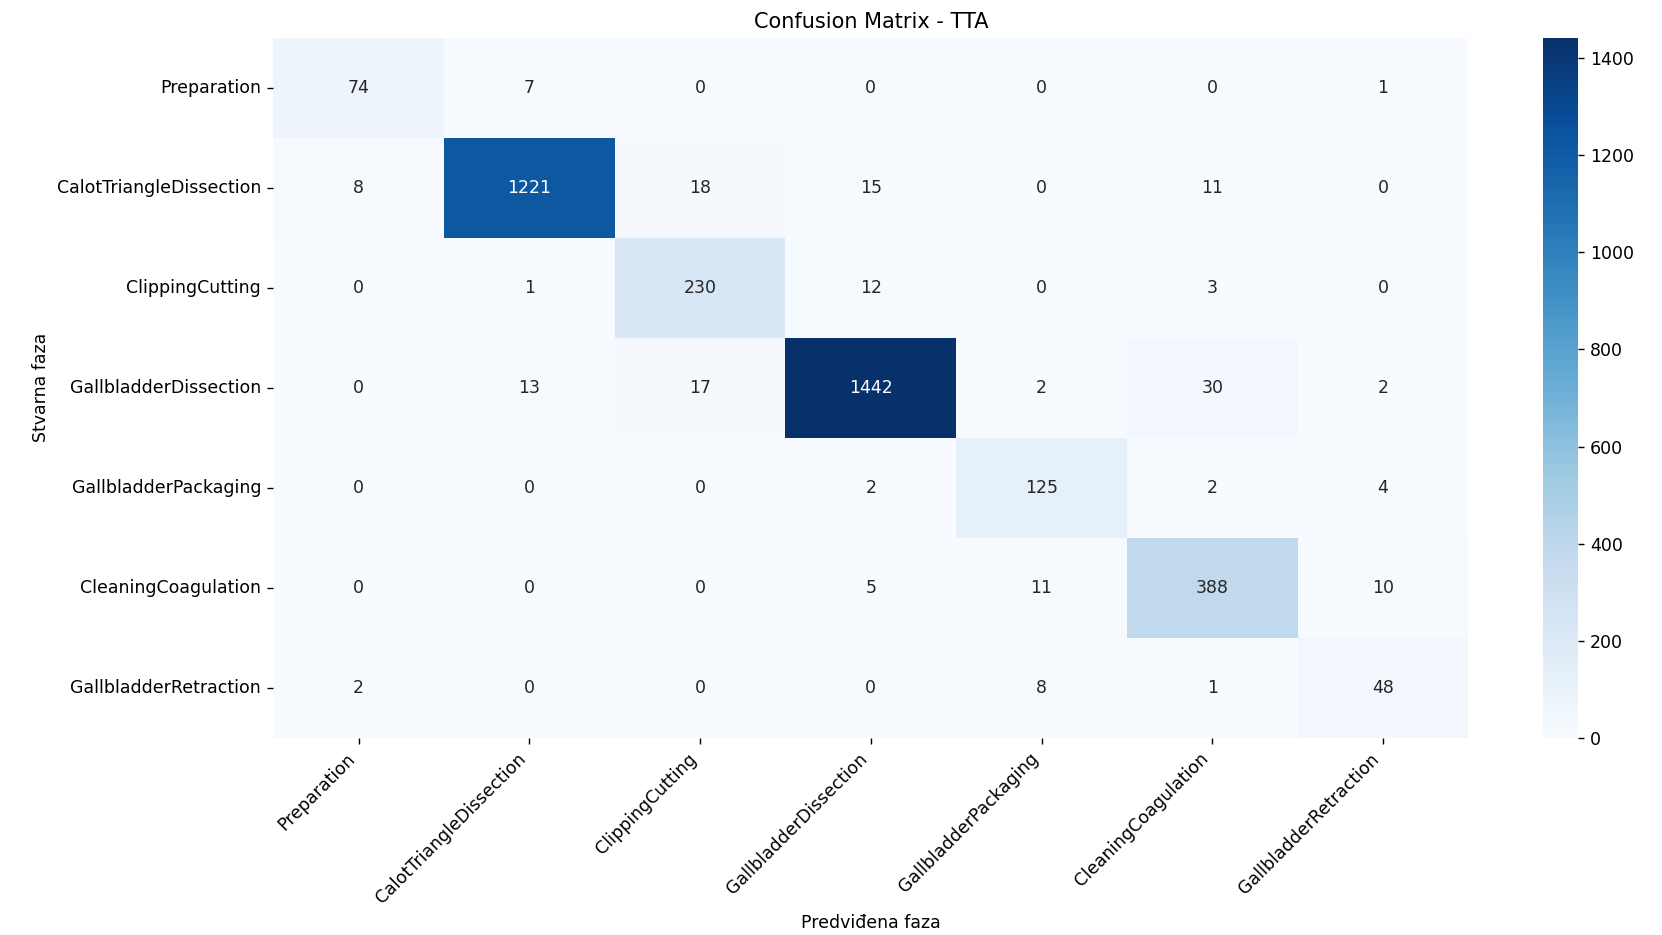 Confusion Matrix - TTA
Stvarna faza
Preparation 74 7 0 0 0 0 1
CalotTriangleDissection 8 1221 18 15 0 11 0
ClippingCutting 0 1 230 12 0 3 0
GallbladderDissection 0 13 17 1442 2 30 2
GallbladderPackaging 0 0 0 2 125 2 4
CleaningCoagulation 0 0 0 5 11 388 10
GallbladderRetraction 2 0 0 0 8 1 48
Preparation
CalotTriangleDissection
ClippingCutting
GallbladderDissection
GallbladderPackaging
CleaningCoagulation
GallbladderRetraction
Predviđena faza
1400
1200
1000
800
600
400
200
0